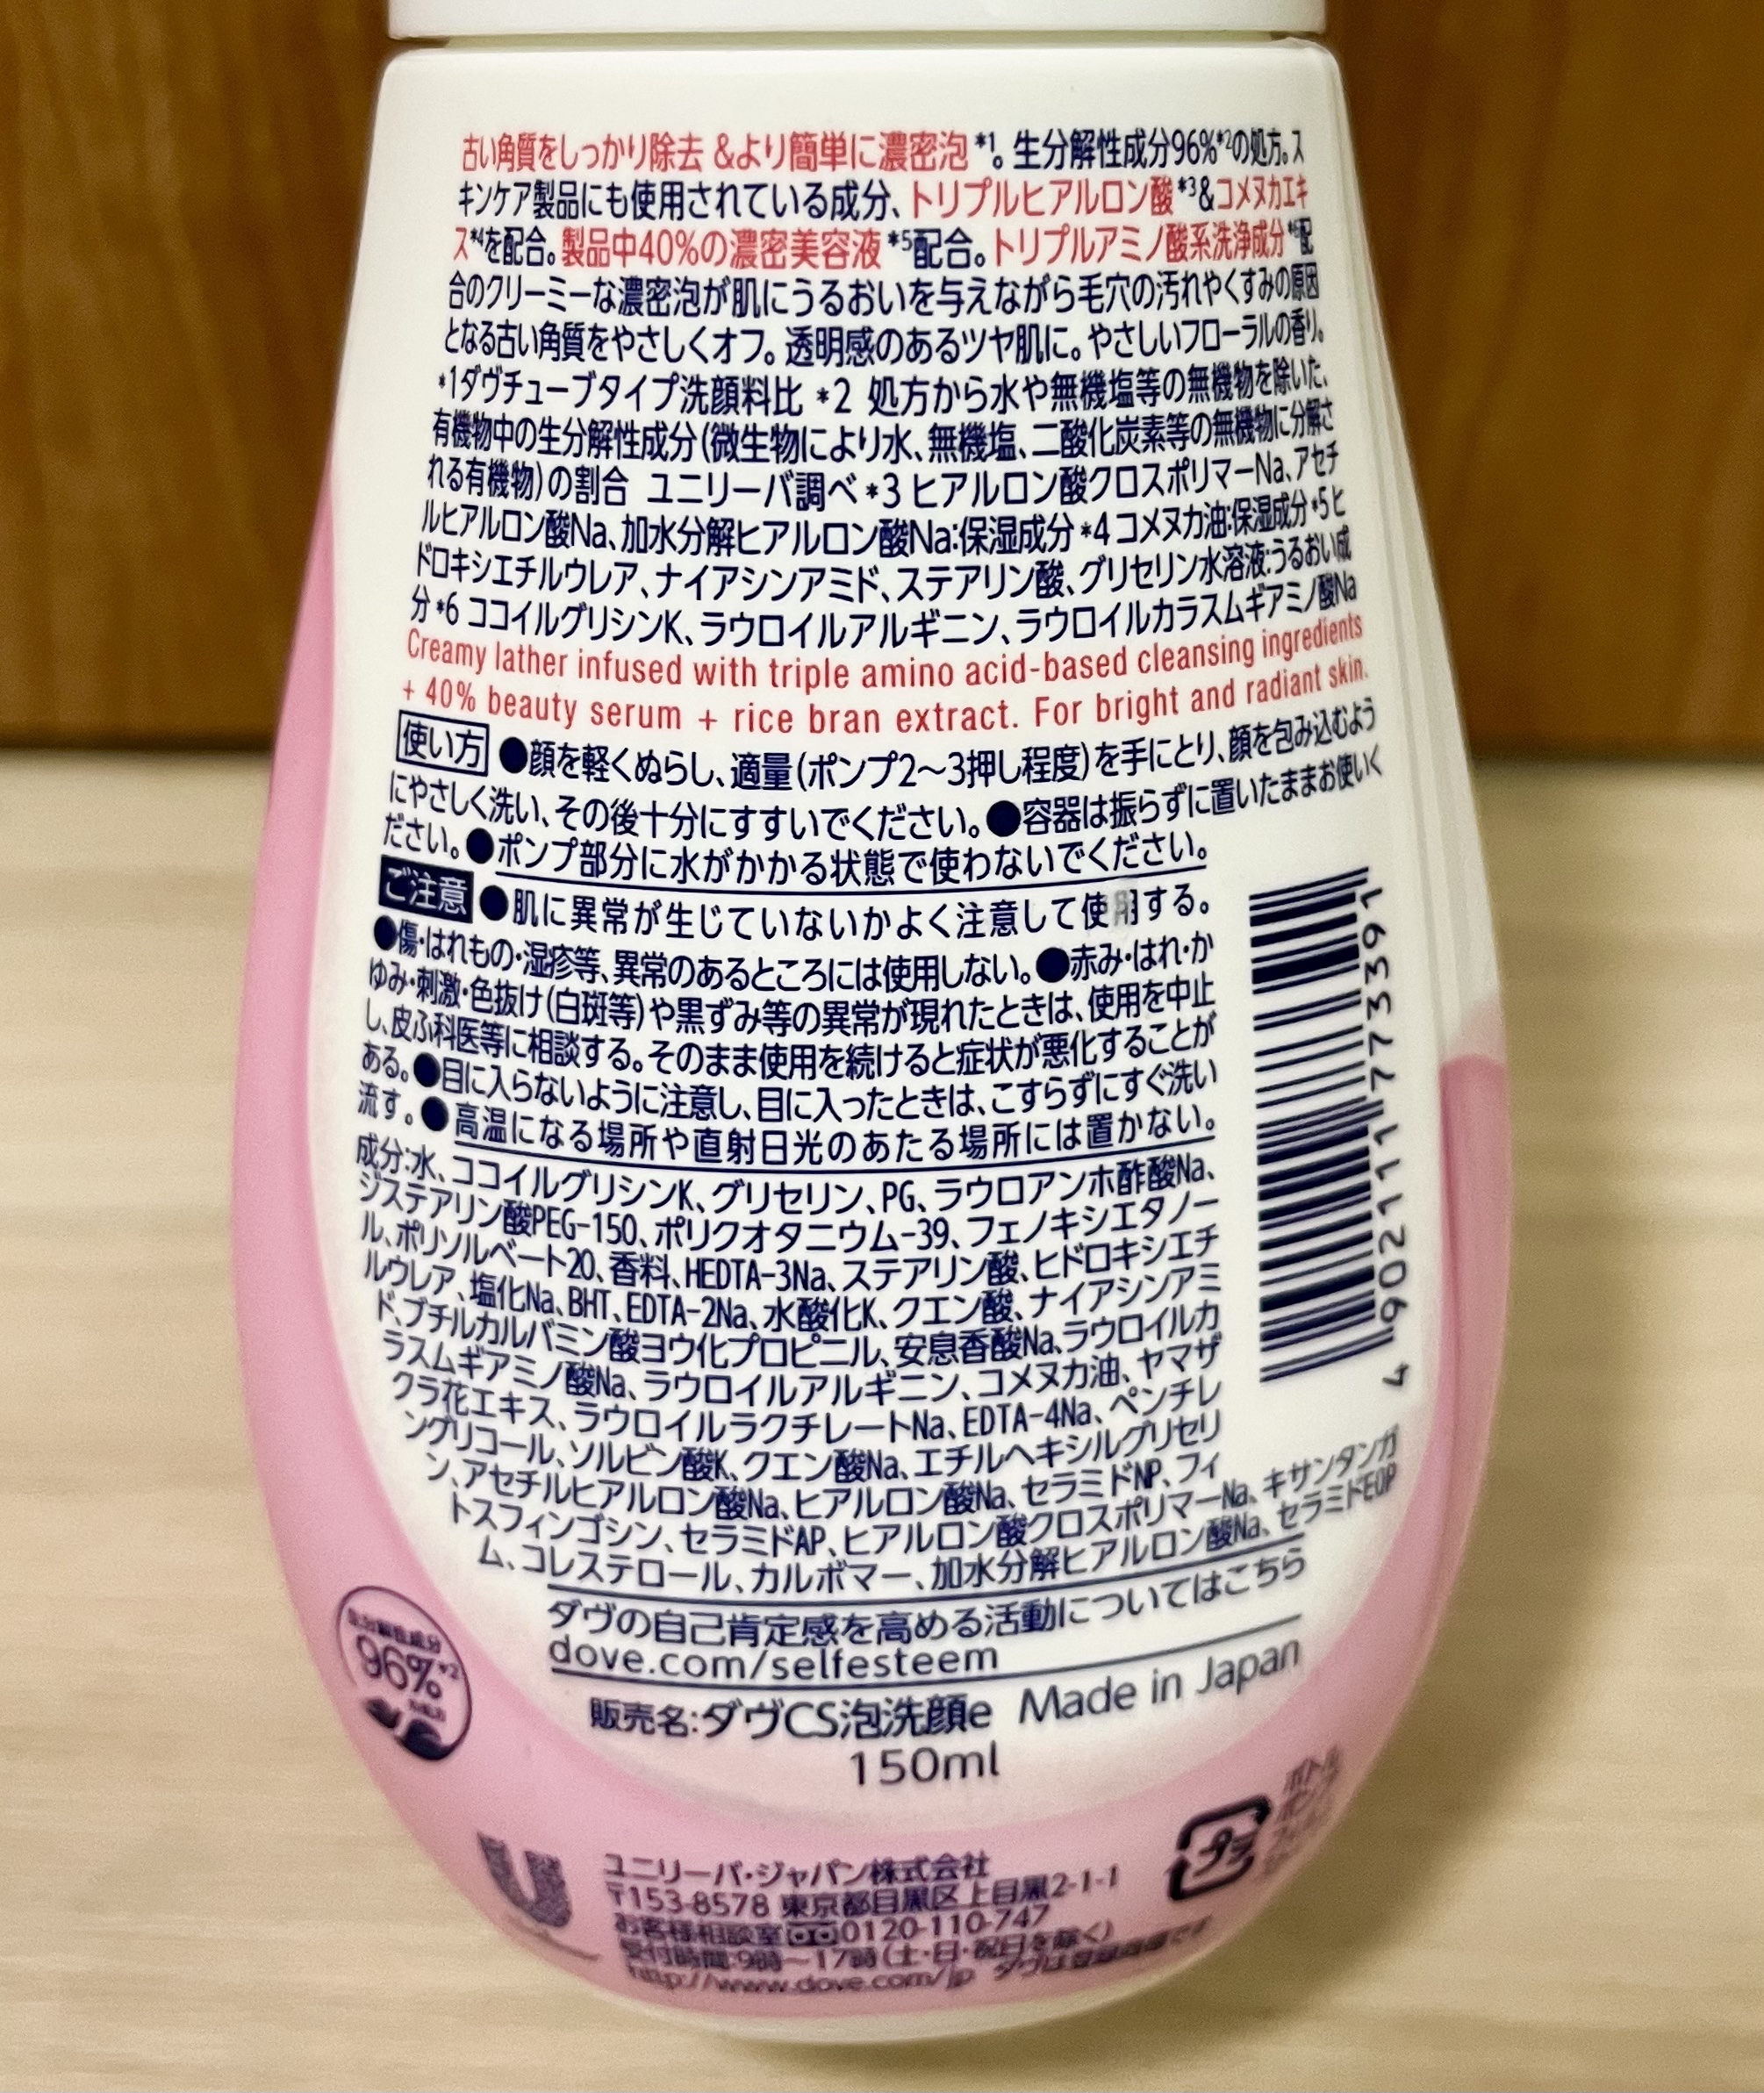 古い角質をしっかり除去 &より簡単に濃密泡*1。生分解性成分96%*2の処方。ス
キンケア製品にも使用されている成分、トリプルヒアルロン酸*3&コメヌカエキ
ス*4を配合。製品中40%の濃密美容液*5配合。トリプルアミノ酸系洗浄成分*6配
合のクリーミーな濃密泡が肌にうるおいを与えながら毛穴の汚れやくすみの原因
となる古い角質をやさしくオフ。透明感のあるツヤ肌に。やさしいフローラルの香り。
*1ダヴチューブタイプ洗顔料比 *2 処方から水や無機塩等の無機物を除いた、
有機物中の生分解性成分(微生物により水、無機塩、二酸化炭素等の無機物に分解さ
れる有機物)の割合 ユニリーバ調べ *3 ヒアルロン酸クロスポリマーNa、アセチ
ルヒアルロン酸Na、加水分解ヒアルロン酸Na:保湿成分 *4 コメヌカ油:保湿成分 *5 ヒ
ドロキシエチルウレア、ナイアシンアミド、ステアリン酸、グリセリン水溶液:うるおい成
分 *6 ココイルグリシンK、ラウロイルアルギニン、ラウロイルカラスムギアミノ酸Na
Creamy lather infused with triple amino acid-based cleansing ingredients
+ 40% beauty serum + rice bran extract. For bright and radiant skin.
使い方 ●顔を軽くぬらし、適量(ポンプ2〜3押し程度)を手にとり、顔を包み込むよう
にやさしく洗い、その後十分にすすいでください。●容器は振らずに置いたままお使いく
ださい。●ポンプ部分に水がかかる状態で使わないでください。
ご注意 ●肌に異常が生じていないかよく注意して使用する。
●傷・はれもの・湿疹等、異常のあるところには使用しない。●赤み・はれ・か
ゆみ・刺激・色抜け(白斑等)や黒ずみ等の異常が現れたときは、使用を中止
し、皮ふ科医等に相談する。そのまま使用を続けると症状が悪化することが
ある。●目に入らないように注意し、目に入ったときは、こすらずにすぐ洗い
流す。●高温になる場所や直射日光のあたる場所には置かない。
成分:水、ココイルグリシンK、グリセリン、PG、ラウロアンホ酢酸Na、
ジステアリン酸PEG-150、ポリクオタニウム-39、フェノキシエタノー
ル、ポリソルベート20、香料、HEDTA-3Na、ステアリン酸、ヒドロキシエチ
ルウレア、塩化Na、BHT、EDTA-2Na、水酸化K、クエン酸、ナイアシンアミ
ド、ブチルカルバミン酸ヨウ化プロピニル、安息香酸Na、ラウロイルカ
ラスムギアミノ酸Na、ラウロイルアルギニン、コメヌカ油、ヤマザ
クラ花エキス、ラウロイルラクチレートNa、EDTA-4Na、ペンチレ
ングリコール、ソルビン酸K、クエン酸Na、エチルヘキシルグリセリ
ン、アセチルヒアルロン酸Na、ヒアルロン酸Na、セラミドNP、フィ
トスフィンゴシン、セラミドAP、ヒアルロン酸クロスポリマーNa、キサンタンガ
ム、コレステロール、カルボマー、加水分解ヒアルロン酸Na、セラミドEOP
4 902111 773391
ダヴの自己肯定感を高める活動についてはこちら
dove.com/selfesteem
販売名:ダヴCS泡洗顔e Made in Japan
150ml
生分解性成分
96%*2
ユニリーバ・ジャパン株式会社
〒153-8578 東京都目黒区上目黒2-1-1
お客様相談室 0120-110-747
受付時間:9時〜17時(土・日・祝日を除く)
http://www.dove.com/jp ダヴは登録商標です
プラ
ボトル
ポンプ